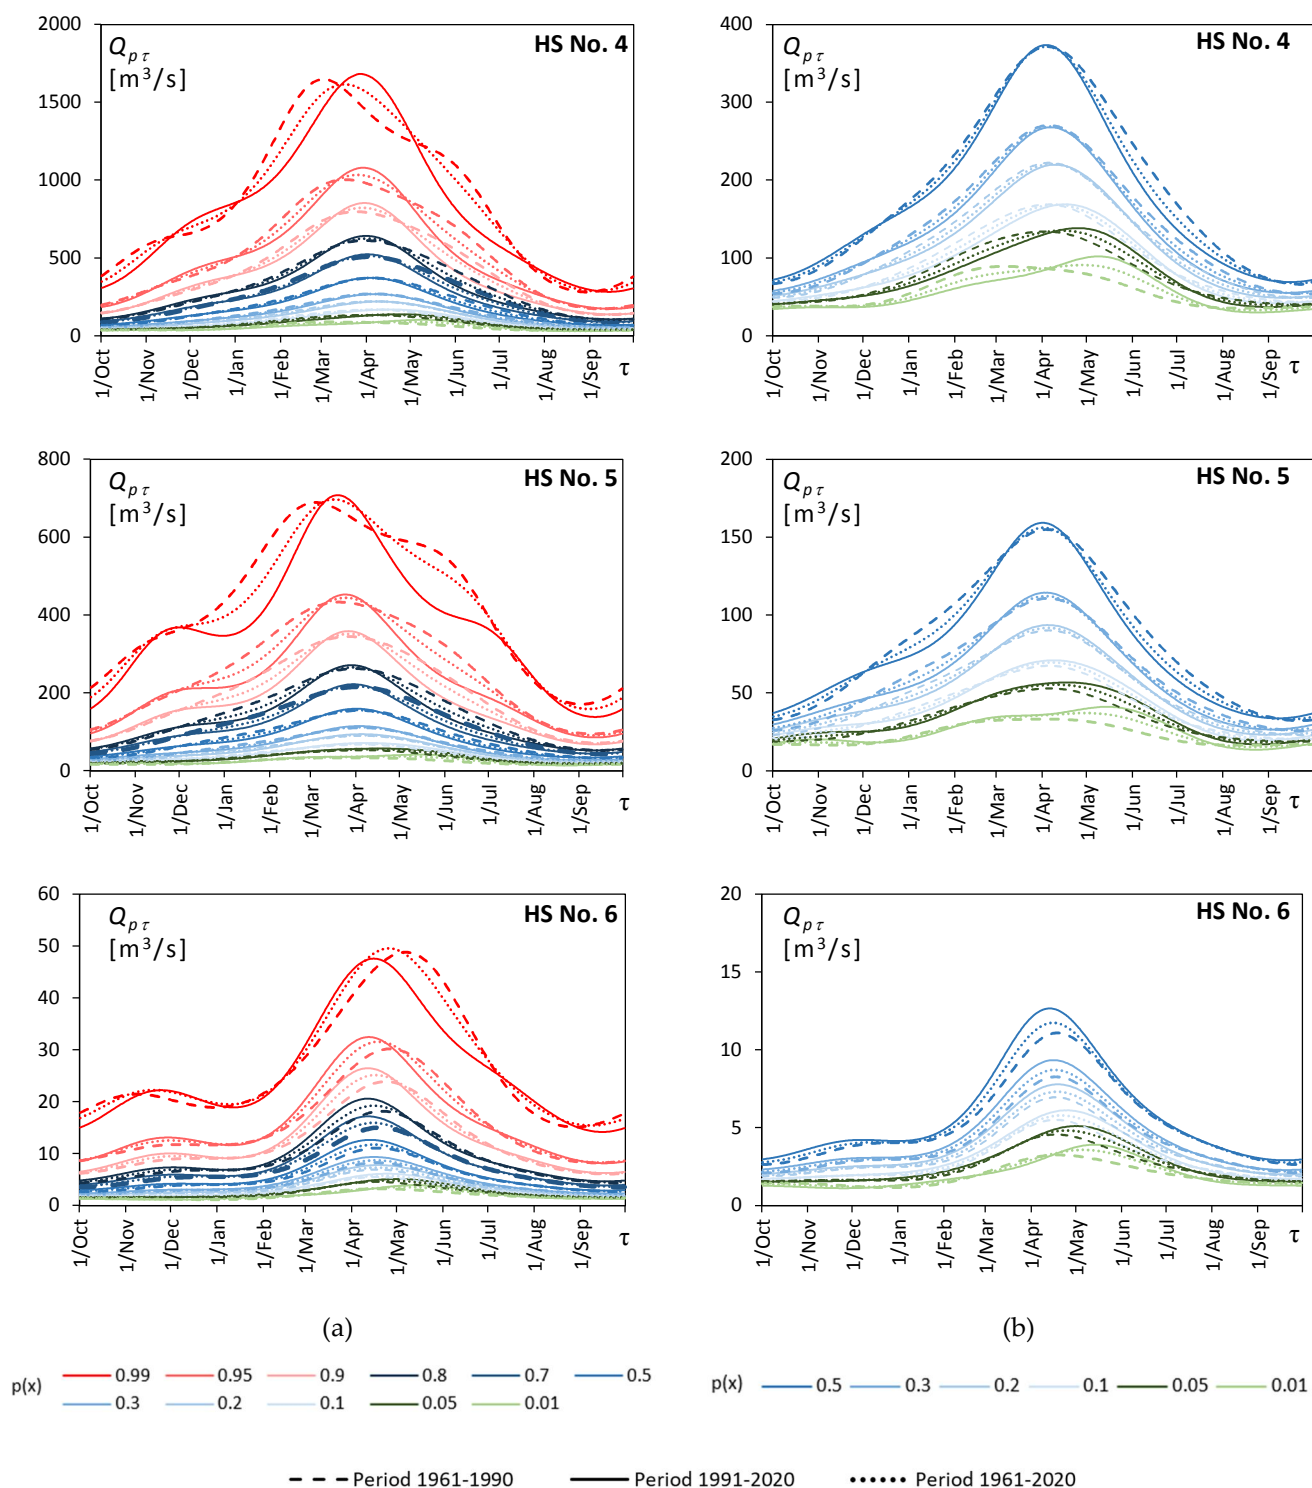 2000
1500
1000
500
0
Q p τ
[m³/s]
HS No. 4
1/Oct 1/Nov 1/Dec 1/Jan 1/Feb 1/Mar 1/Apr 1/May 1/Jun 1/Jul 1/Aug 1/Sep τ
400
300
200
100
0
Q p τ
[m³/s]
HS No. 4
1/Oct 1/Nov 1/Dec 1/Jan 1/Feb 1/Mar 1/Apr 1/May 1/Jun 1/Jul 1/Aug 1/Sep τ
800
600
400
200
0
Q p τ
[m³/s]
HS No. 5
1/Oct 1/Nov 1/Dec 1/Jan 1/Feb 1/Mar 1/Apr 1/May 1/Jun 1/Jul 1/Aug 1/Sep τ
200
150
100
50
0
Q p τ
[m³/s]
HS No. 5
1/Oct 1/Nov 1/Dec 1/Jan 1/Feb 1/Mar 1/Apr 1/May 1/Jun 1/Jul 1/Aug 1/Sep τ
60
50
40
30
20
10
0
Q p τ
[m³/s]
HS No. 6
1/Oct 1/Nov 1/Dec 1/Jan 1/Feb 1/Mar 1/Apr 1/May 1/Jun 1/Jul 1/Aug 1/Sep τ
20
15
10
5
0
Q p τ
[m³/s]
HS No. 6
1/Oct 1/Nov 1/Dec 1/Jan 1/Feb 1/Mar 1/Apr 1/May 1/Jun 1/Jul 1/Aug 1/Sep τ
(a)
(b)
p(x) 0.99 0.95 0.9 0.8 0.7 0.5
0.3 0.2 0.1 0.05 0.01
p(x) 0.5 0.3 0.2 0.1 0.05 0.01
Period 1961-1990 Period 1991-2020 Period 1961-2020